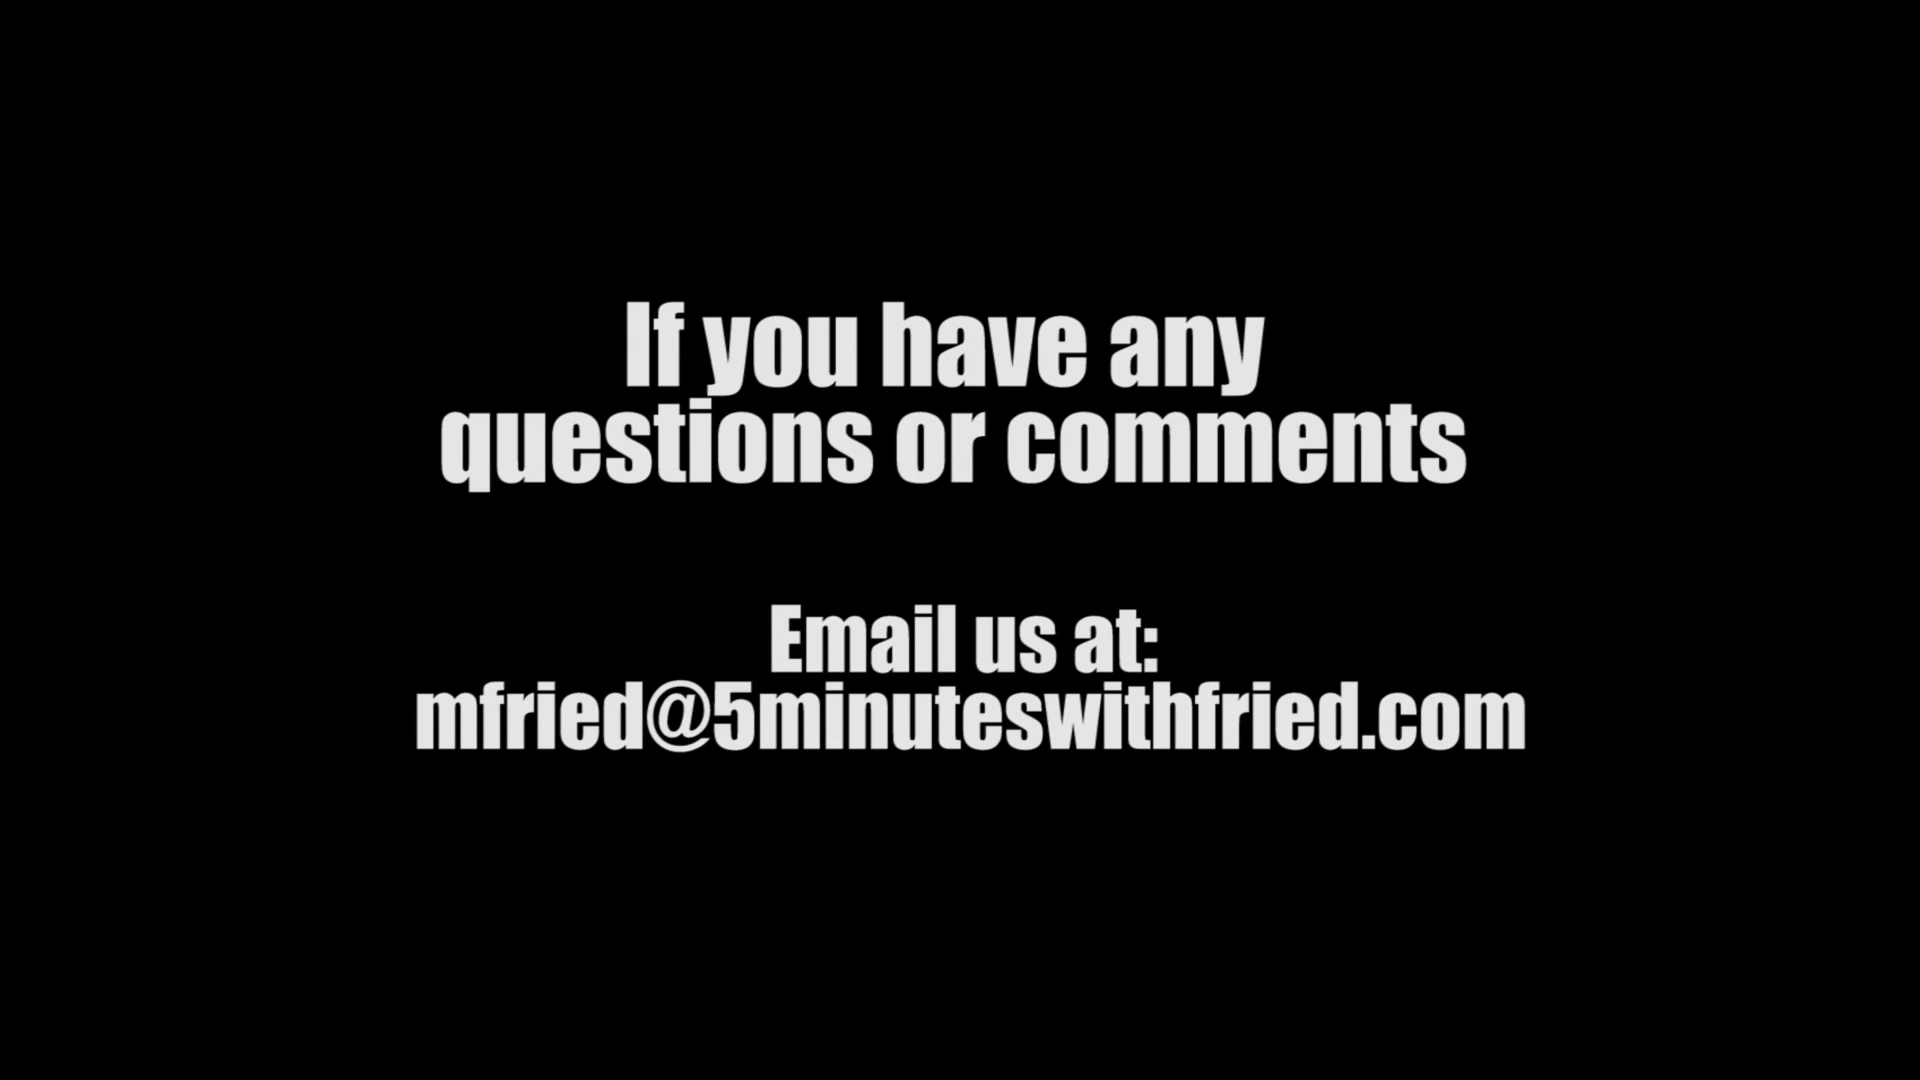 If you have any
questions or comments
Email us at:
mfried@5minuteswithfried.com